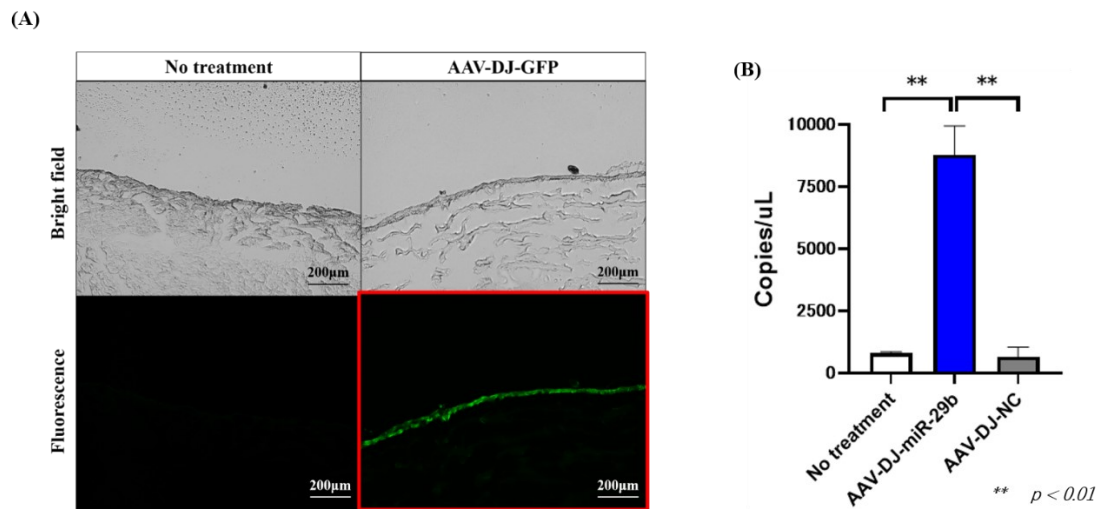 (A)
No treatment
AAV-DJ-GFP
Bright field
200μm
200μm
Fluorescence
200μm
200μm
(B)
**
**
Copies/uL
10000
7500
5000
2500
0
No treatment
AAV-DJ-miR-29b
AAV-DJ-NC
** p < 0.01